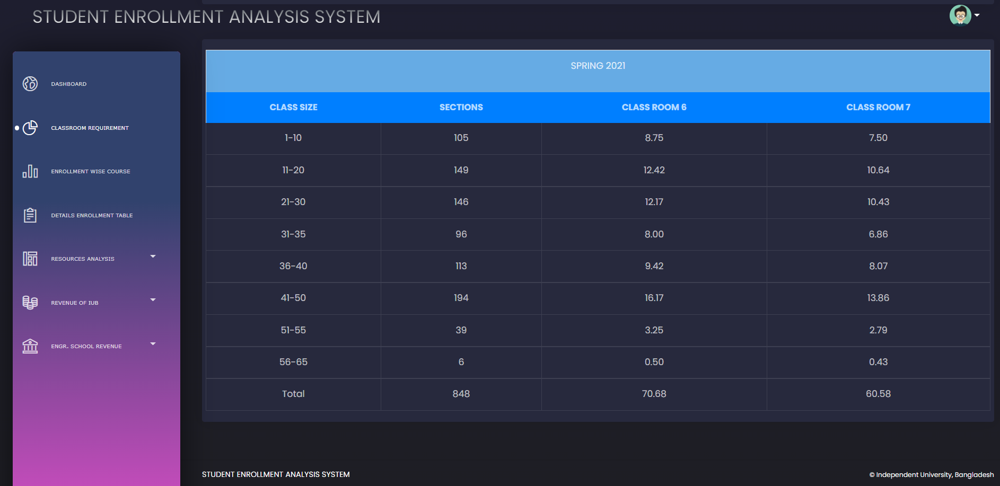 STUDENT ENROLLMENT ANALYSIS SYSTEM
DASHBOARD
CLASSROOM REQUIREMENT
ENROLLMENT WISE COURSE
DETAILS ENROLLMENT TABLE
RESOURCES ANALYSIS
REVENUE OF IUB
ENGR. SCHOOL REVENUE
SPRING 2021
CLASS SIZE SECTIONS CLASS ROOM 6 CLASS ROOM 7
1-10 105 8.75 7.50
11-20 149 12.42 10.64
21-30 146 12.17 10.43
31-35 96 8.00 6.86
36-40 113 9.42 8.07
41-50 194 16.17 13.86
51-55 39 3.25 2.79
56-65 6 0.50 0.43
Total 848 70.68 60.58
STUDENT ENROLLMENT ANALYSIS SYSTEM
© Independent University, Bangladesh